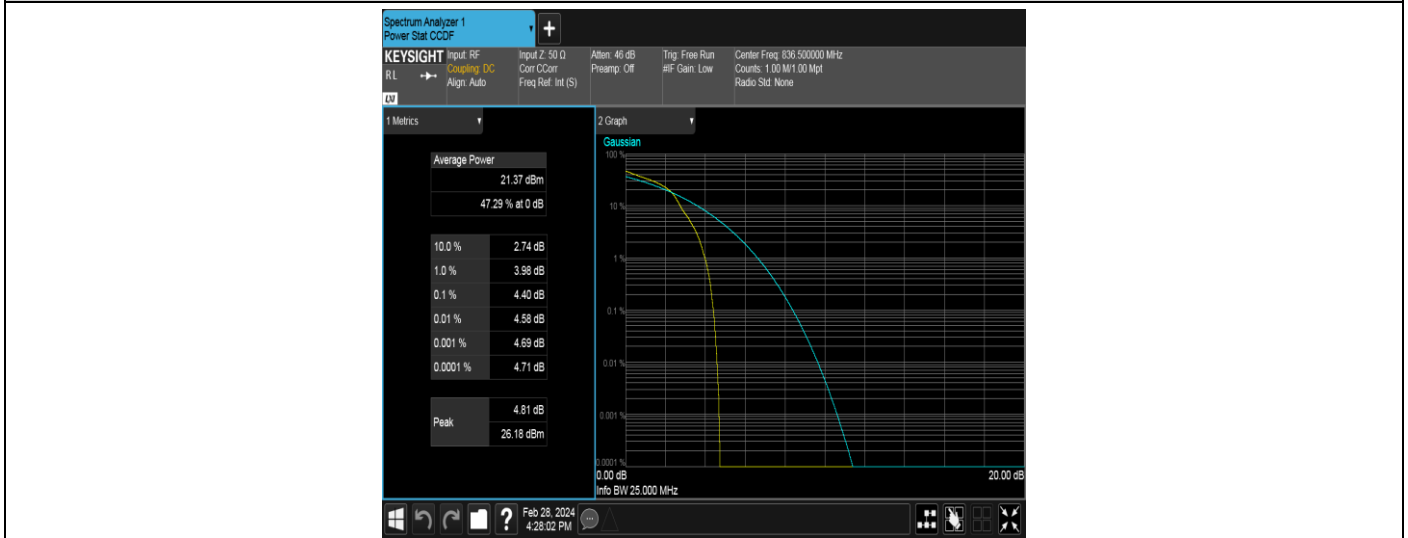 Spectrum Analyzer 1
Power Stat CCDF
+
KEYSIGHT
RL
LXI
Input: RF
Coupling: DC
Align: Auto
Input Z: 50 Ω
Corr CCorr
Freq Ref: Int (S)
Atten: 46 dB
Preamp: Off
Trig: Free Run
#IF Gain: Low
Center Freq: 836.500000 MHz
Counts: 1.00 M/1.00 Mpt
Radio Std: None
1 Metrics
Average Power
21.37 dBm
47.29 % at 0 dB
10.0 % 2.74 dB
1.0 % 3.98 dB
0.1 % 4.40 dB
0.01 % 4.58 dB
0.001 % 4.69 dB
0.0001 % 4.71 dB
Peak
4.81 dB
26.18 dBm
2 Graph
Gaussian
100 %
10 %
1 %
0.1 %
0.01 %
0.001 %
0.0001 %
0.00 dB 20.00 dB
Info BW 25.000 MHz
?
Feb 28, 2024
4:28:02 PM